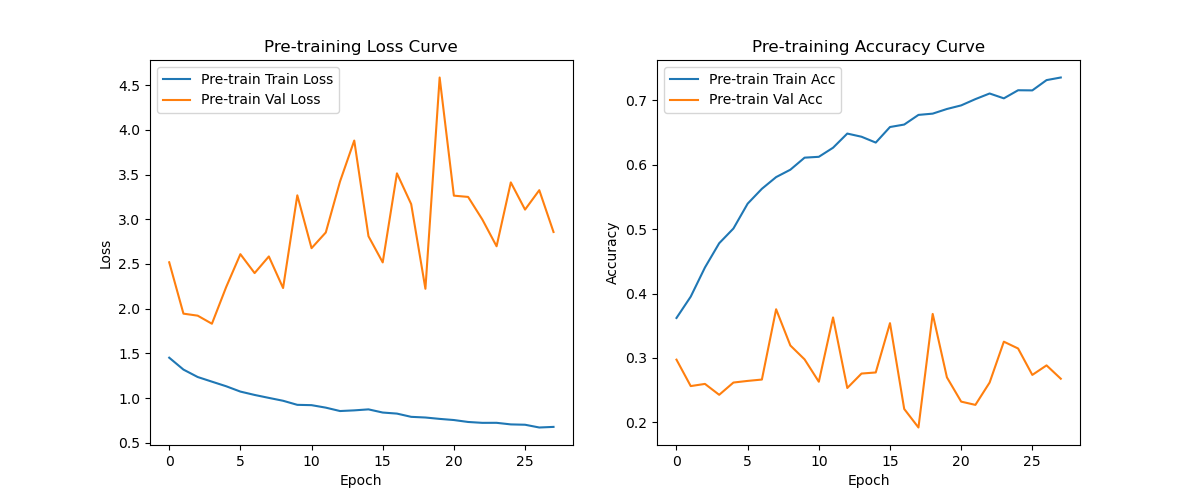 Pre-training Loss Curve
Pre-train Train Loss
Pre-train Val Loss
4.5
4.0
3.5
3.0
2.5
2.0
1.5
1.0
0.5
Loss
0 5 10 15 20 25
Epoch
Pre-training Accuracy Curve
Pre-train Train Acc
Pre-train Val Acc
0.7
0.6
0.5
0.4
0.3
0.2
Accuracy
0 5 10 15 20 25
Epoch